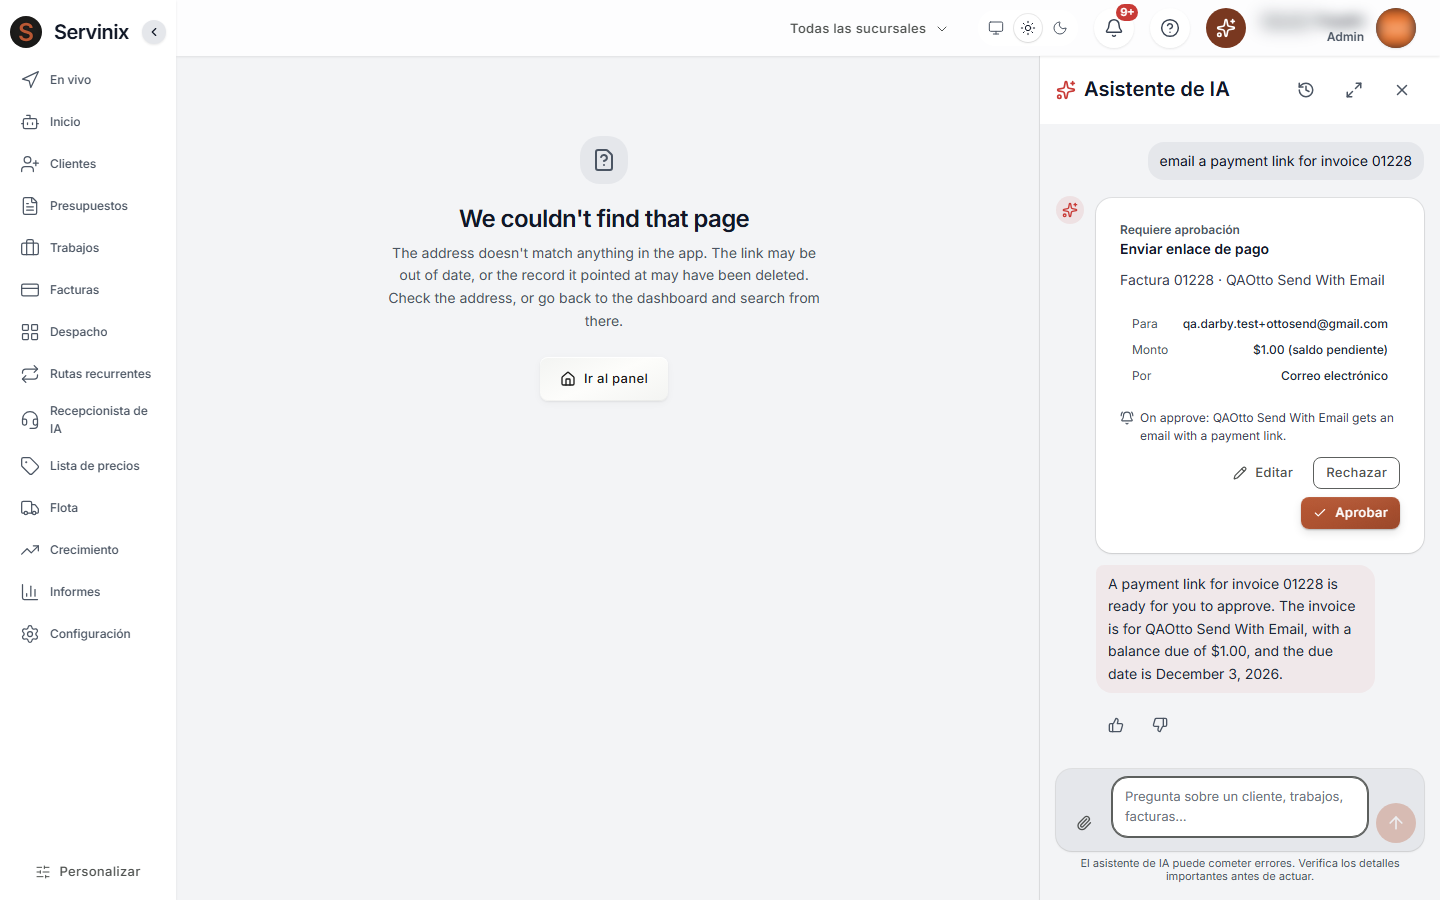 S Servinix
En vivo
Inicio
Clientes
Presupuestos
Trabajos
Facturas
Despacho
Rutas recurrentes
Recepcionista de
IA
Lista de precios
Flota
Crecimiento
Informes
Configuración
Personalizar
Todas las sucursales
9+
Admin
We couldn't find that page
The address doesn't match anything in the app. The link may be
out of date, or the record it pointed at may have been deleted.
Check the address, or go back to the dashboard and search from
there.
Ir al panel
Asistente de IA
email a payment link for invoice 01228
Requiere aprobación
Enviar enlace de pago
Factura 01228 · QAOtto Send With Email
Para qa.darby.test+ottosend@gmail.com
Monto $1.00 (saldo pendiente)
Por Correo electrónico
On approve: QAOtto Send With Email gets an
email with a payment link.
Editar Rechazar
Aprobar
A payment link for invoice 01228 is
ready for you to approve. The invoice
is for QAOtto Send With Email, with a
balance due of $1.00, and the due
date is December 3, 2026.
Pregunta sobre un cliente, trabajos,
facturas...
El asistente de IA puede cometer errores. Verifica los detalles
importantes antes de actuar.